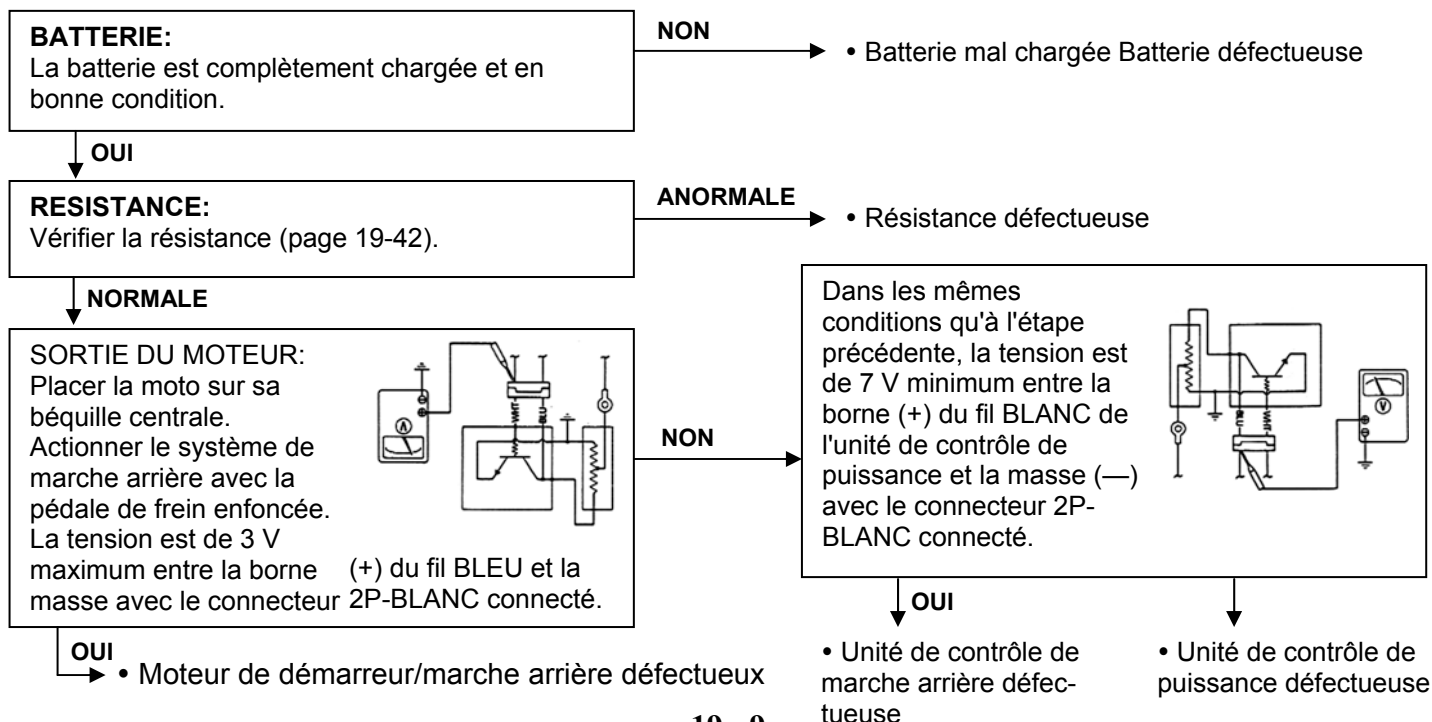 BATTERIE:
La batterie est complètement chargée et en
bonne condition.
NON
• Batterie mal chargée Batterie défectueuse
OUI
RESISTANCE:
Vérifier la résistance (page 19-42).
ANORMALE
• Résistance défectueuse
NORMALE
SORTIE DU MOTEUR:
Placer la moto sur sa
béquille centrale.
Actionner le système de
marche arrière avec la
pédale de frein enfoncée.
La tension est de 3 V
maximum entre la borne (+) du fil BLEU et la
masse avec le connecteur 2P-BLANC connecté.
A
WHT
BLU
NON
Dans les mêmes
conditions qu'à l'étape
précédente, la tension est
de 7 V minimum entre la
borne (+) du fil BLANC de
l'unité de contrôle de
puissance et la masse (—)
avec le connecteur 2P-
BLANC connecté.
BLU
WHT
V
OUI
• Moteur de démarreur/marche arrière défectueux
OUI
• Unité de contrôle de
marche arrière défec-
tueuse
• Unité de contrôle de
puissance défectueuse